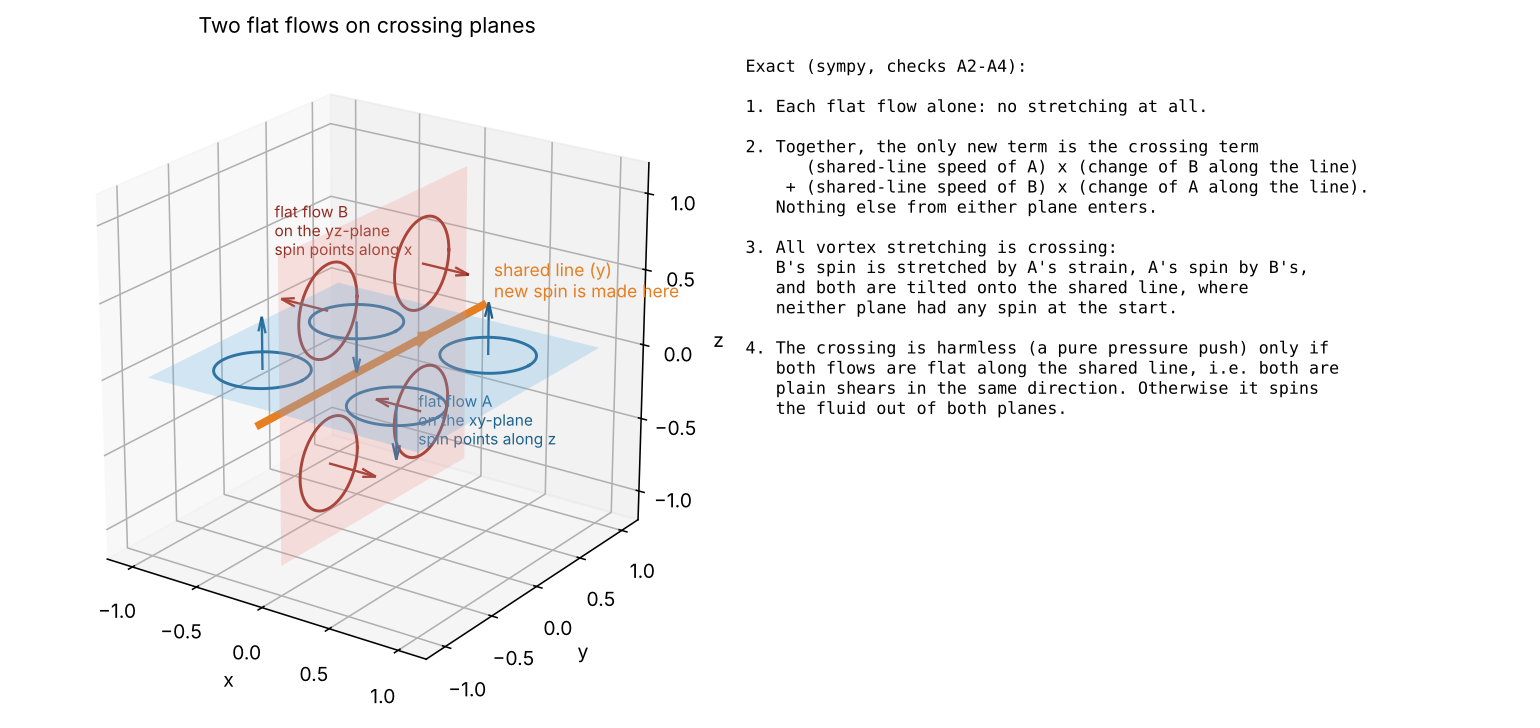 Two flat flows on crossing planes
flat flow B
on the yz-plane
spin points along x
shared line (y)
new spin is made here
flat flow A
on the xy-plane
spin points along z
1.0
0.5
0.0
−0.5
−1.0
z
−1.0
−0.5
0.0
0.5
1.0
x
−1.0
−0.5
0.0
0.5
1.0
y
Exact (sympy, checks A2-A4):
1. Each flat flow alone: no stretching at all.
2. Together, the only new term is the crossing term
(shared-line speed of A) x (change of B along the line)
+ (shared-line speed of B) x (change of A along the line).
Nothing else from either plane enters.
3. All vortex stretching is crossing:
B's spin is stretched by A's strain, A's spin by B's,
and both are tilted onto the shared line, where
neither plane had any spin at the start.
4. The crossing is harmless (a pure pressure push) only if
both flows are flat along the shared line, i.e. both are
plain shears in the same direction. Otherwise it spins
the fluid out of both planes.